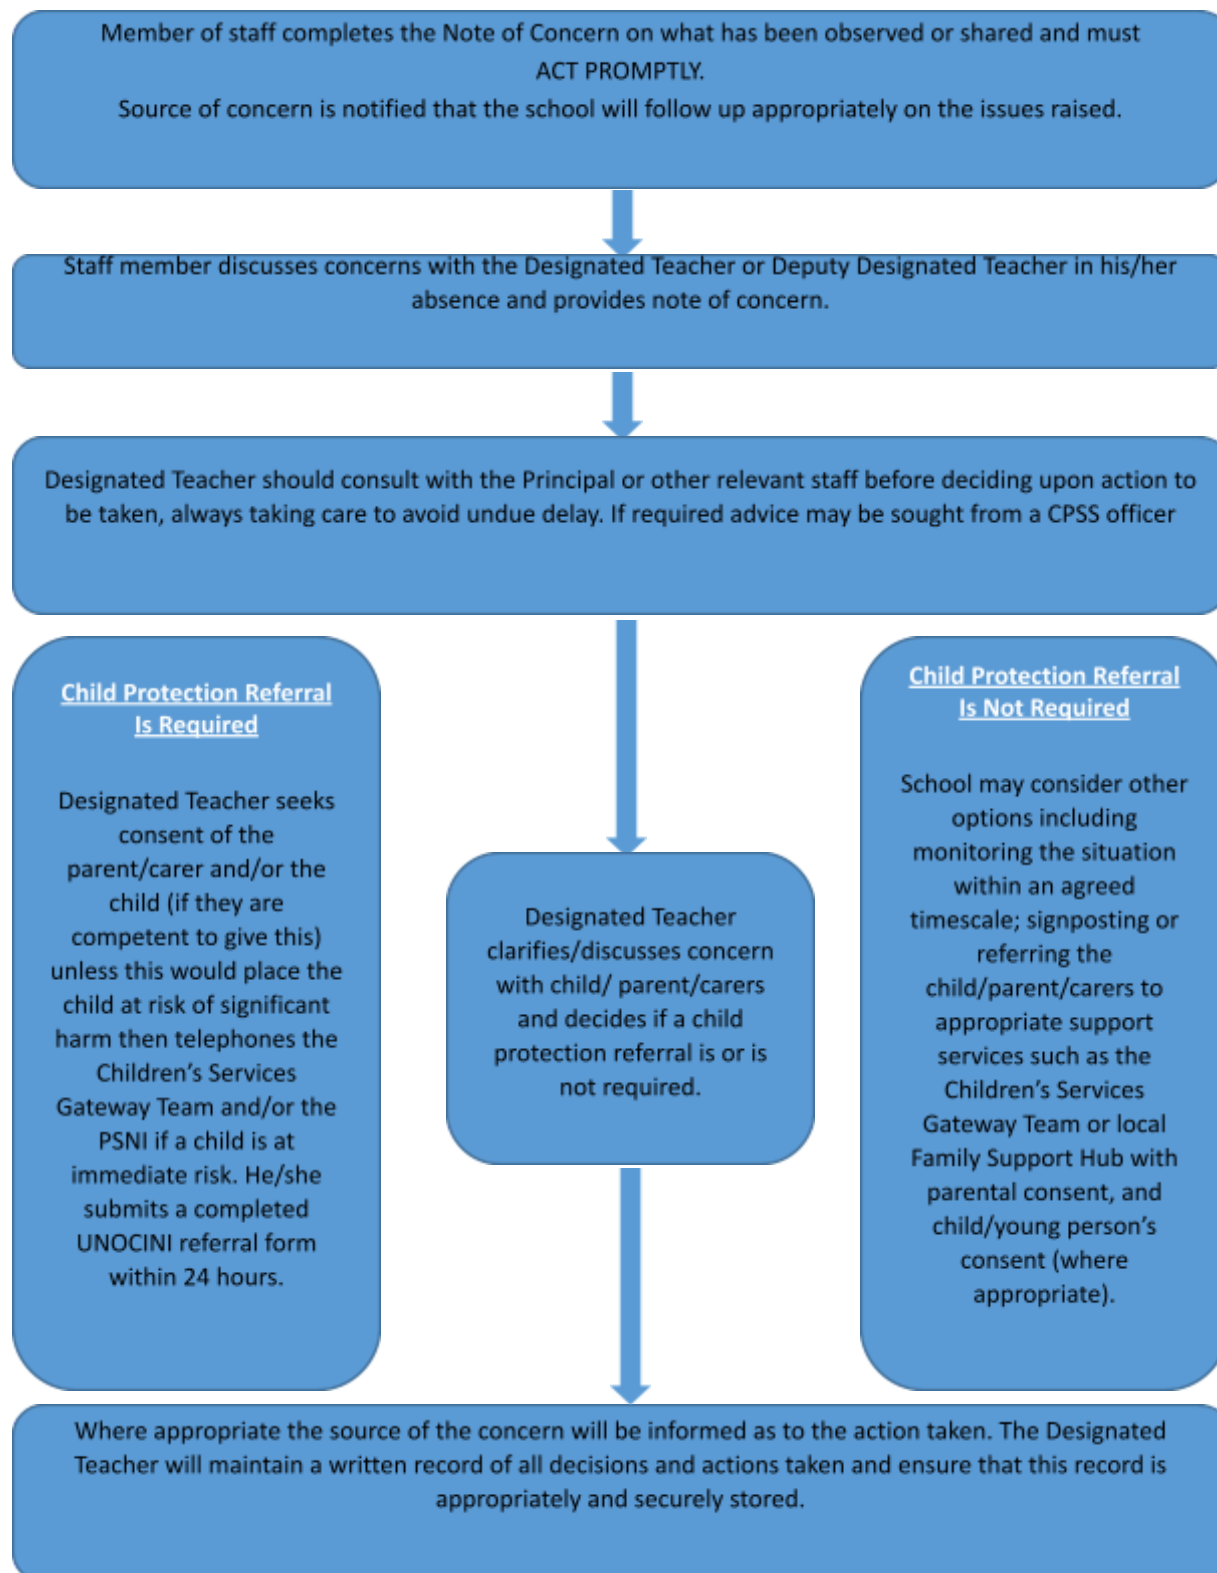 Member of staff completes the Note of Concern on what has been observed or shared and must
ACT PROMPTLY.
Source of concern is notified that the school will follow up appropriately on the issues raised.
Staff member discusses concerns with the Designated Teacher or Deputy Designated Teacher in his/her
absence and provides note of concern.
Designated Teacher should consult with the Principal or other relevant staff before deciding upon action to
be taken, always taking care to avoid undue delay. If required advice may be sought from a CPSS officer
Child Protection Referral
Is Required
Designated Teacher seeks
consent of the
parent/carer and/or the
child (if they are
competent to give this)
unless this would place the
child at risk of significant
harm then telephones the
Children’s Services
Gateway Team and/or the
PSNI if a child is at
immediate risk. He/she
submits a completed
UNOCINI referral form
within 24 hours.
Designated Teacher
clarifies/discusses concern
with child/ parent/carers
and decides if a child
protection referral is or is
not required.
Child Protection Referral
Is Not Required
School may consider other
options including
monitoring the situation
within an agreed
timescale; signposting or
referring the
child/parent/carers to
appropriate support
services such as the
Children’s Services
Gateway Team or local
Family Support Hub with
parental consent, and
child/young person’s
consent (where
appropriate).
Where appropriate the source of the concern will be informed as to the action taken. The Designated
Teacher will maintain a written record of all decisions and actions taken and ensure that this record is
appropriately and securely stored.